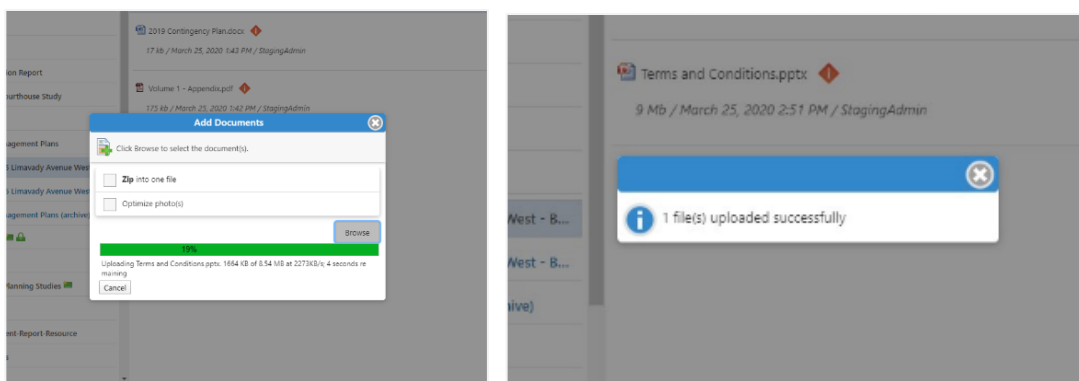 2019 Contingency Plan.docx
17 kb / March 25, 2020 1:43 PM / StagingAdmin
ion Report
ourthouse Study
Volume 1 - Appendix.pdf
175 kb / March 25, 2020 1:42 PM / StagingAdmin
Add Documents
agement Plans
Click Browse to select the document(s).
5 Limavady Avenue Wes
Zip into one file
5 Limavady Avenue Wes
Optimize photo(s)
nagement Plans (archive)
Browse
19%
Uploading Terms and Conditions.pptx; 1664 KB of 8.54 MB at 2273KB/s; 4 seconds re
maining
Planning Studies
Cancel
ent-Report-Resource
Terms and Conditions.pptx
9 Mb / March 25, 2020 2:51 PM / StagingAdmin
1 file(s) uploaded successfully
West - B...
West - B...
ive)